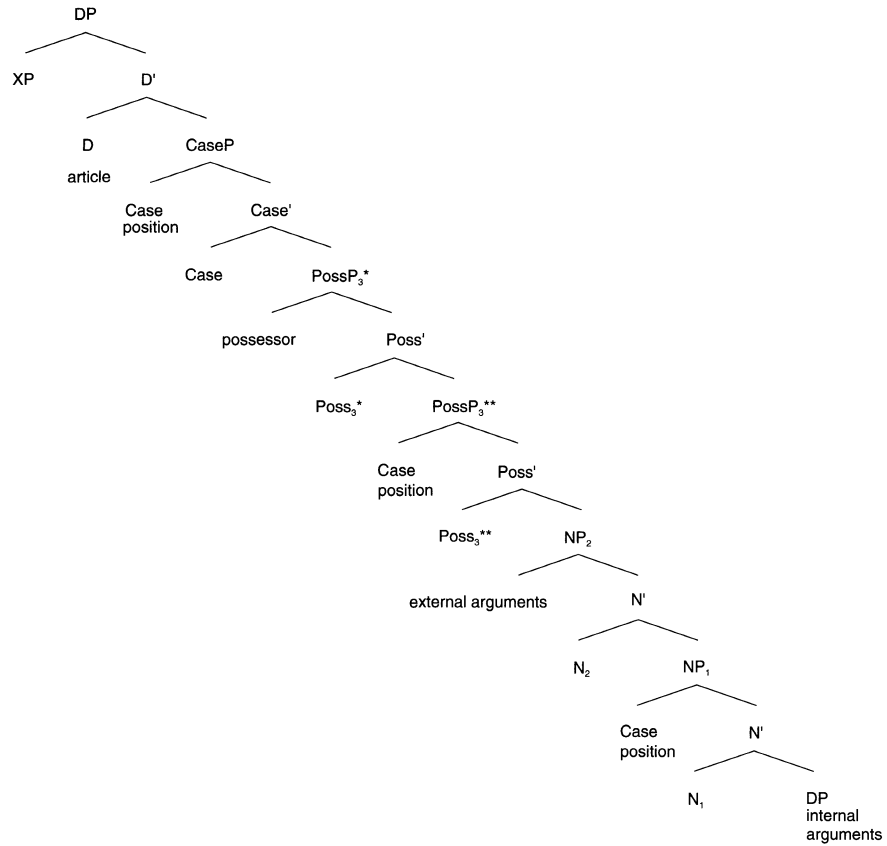 DP
XP D'
D CaseP
article
Case Case'
position
Case PossP₃*
possessor Poss'
Poss₃* PossP₃**
Case Poss'
position
Poss₃** NP₂
external arguments N'
N₂ NP₁
Case N'
position
N₁ DP
internal
arguments